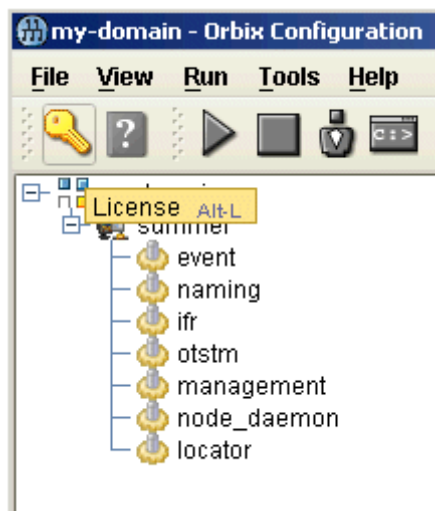 my-domain - Orbix Configuration
File View Run Tools Help
C:>
License Alt-L
summer
event
naming
ifr
otstm
management
node_daemon
locator